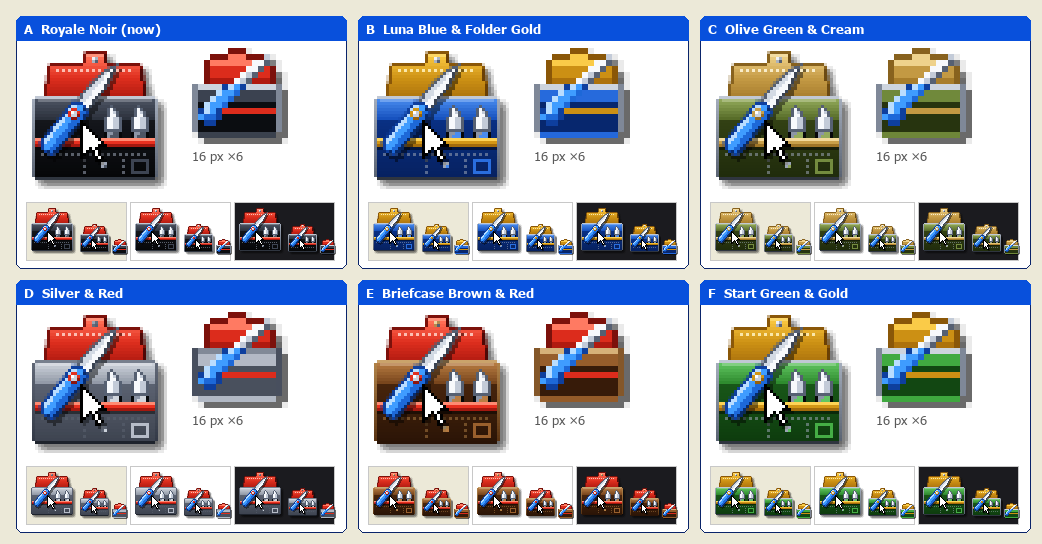 A Royale Noir (now)
16 px ×6
B Luna Blue & Folder Gold
16 px ×6
C Olive Green & Cream
16 px ×6
D Silver & Red
16 px ×6
E Briefcase Brown & Red
16 px ×6
F Start Green & Gold
16 px ×6